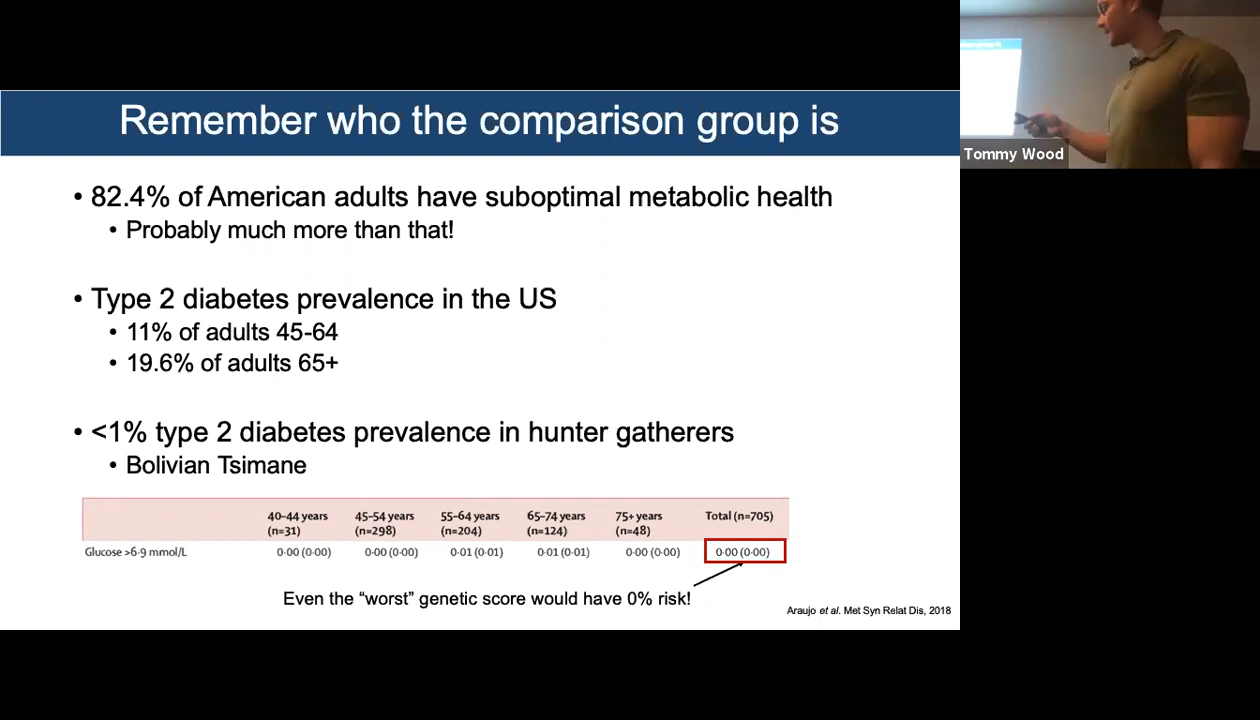 Remember who the comparison group is
Tommy Wood
• 82.4% of American adults have suboptimal metabolic health
• Probably much more than that!
• Type 2 diabetes prevalence in the US
• 11% of adults 45-64
• 19.6% of adults 65+
• <1% type 2 diabetes prevalence in hunter gatherers
• Bolivian Tsimane
40–44 years 45–54 years 55–64 years 65–74 years 75+ years Total (n=705)
(n=31) (n=298) (n=204) (n=124) (n=48)
Glucose >6·9 mmol/L 0·00 (0·00) 0·00 (0·00) 0·01 (0·01) 0·01 (0·01) 0·00 (0·00) 0·00 (0·00)
Even the “worst” genetic score would have 0% risk!
Araujo et al. Met Syn Relat Dis, 2018